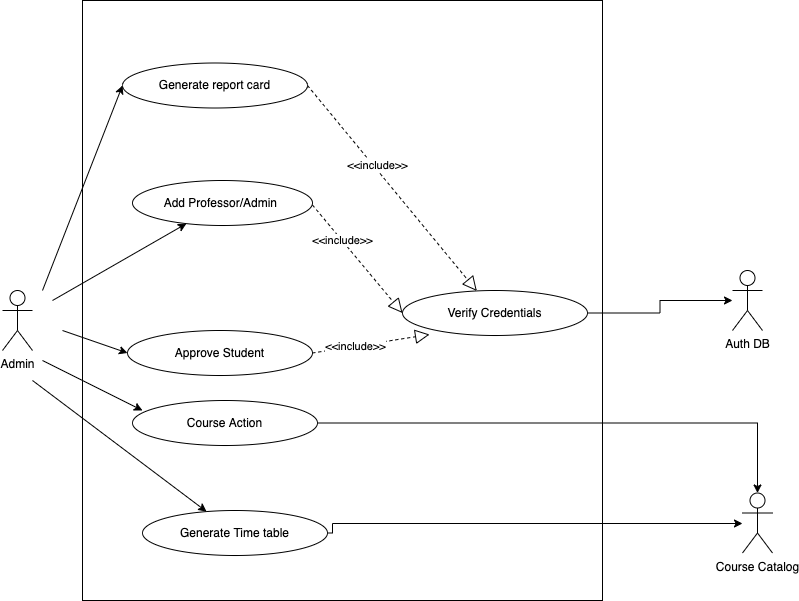 Generate report card
<<include>>
Add Professor/Admin
<<include>>
Verify Credentials
Auth DB
Admin
Approve Student
<<include>>
Course Action
Generate Time table
Course Catalog